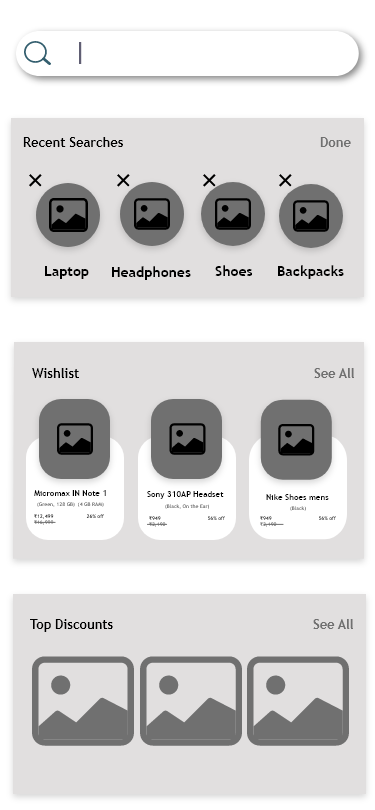 Recent Searches Done
Laptop Headphones Shoes Backpacks
Wishlist See All
Micromax IN Note 1 Sony 310AP Headset Nike Shoes mens
(Green, 128 GB) (4 GB RAM) (Black, On the Ear) (Black)
₹12,499 26% off ₹949 56% off ₹949 56% off
₹16,999 ₹2,190 ₹2,190
Top Discounts See All